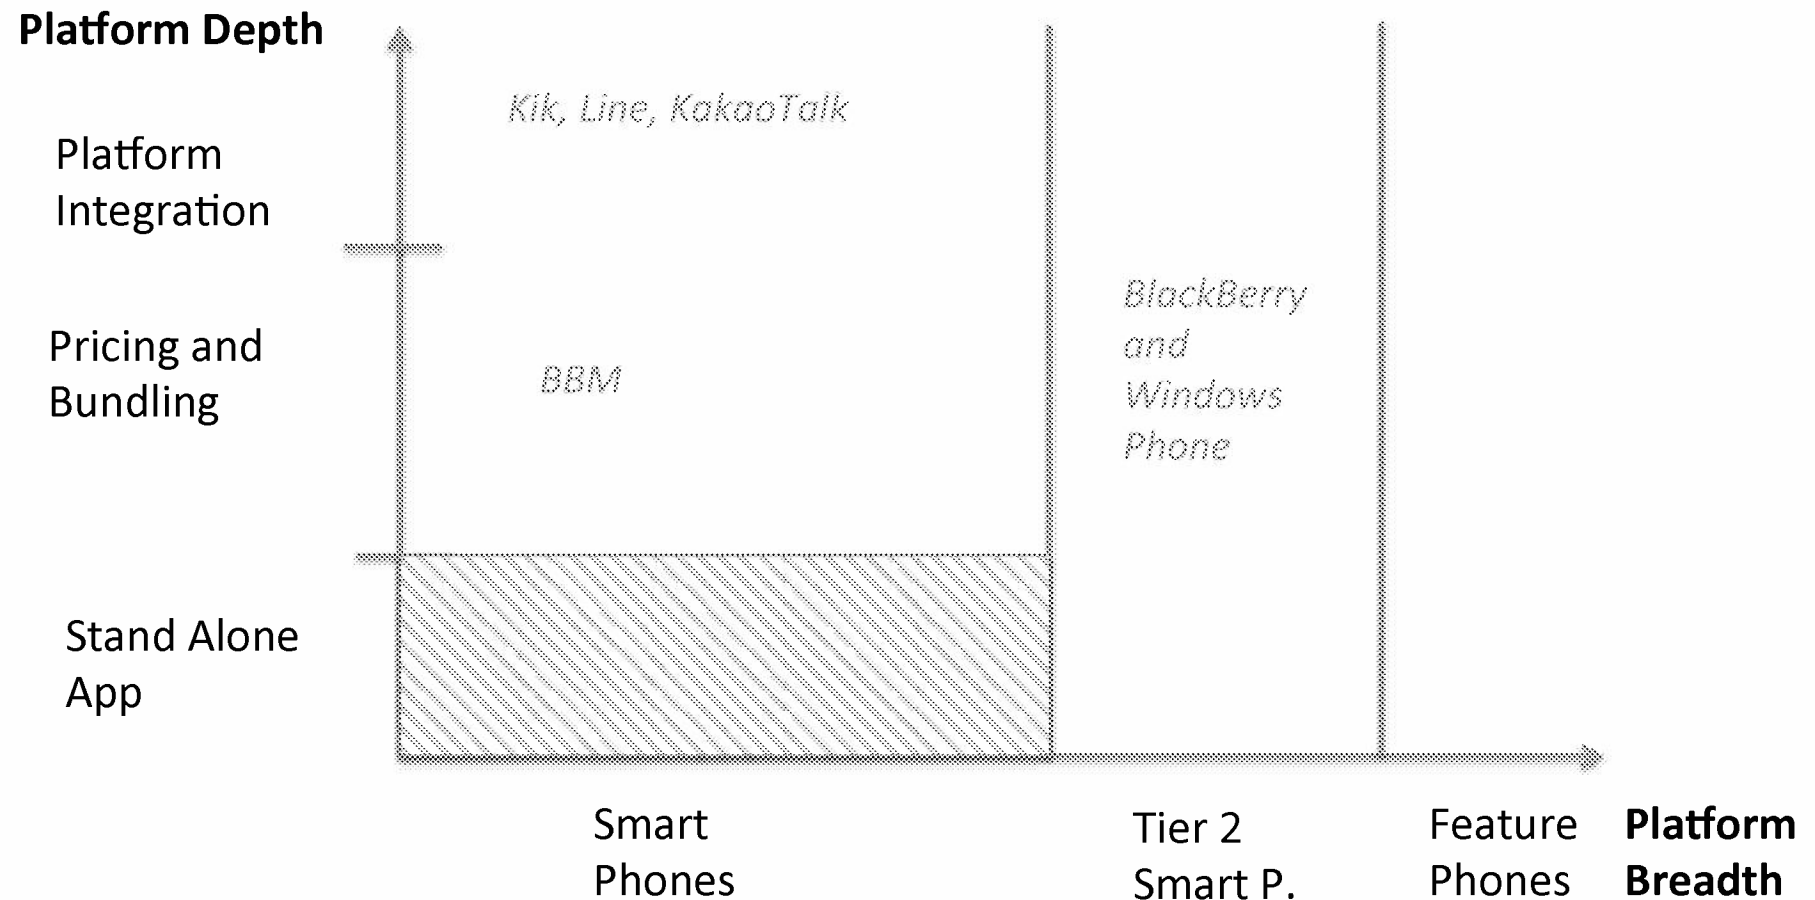 Platform Depth
Kik, Line, KakaoTalk
Platform
Integration
BlackBerry
and
Windows
Phone
Pricing and
Bundling
BBM
Stand Alone
App
Smart
Phones
Tier 2
Smart P.
Feature
Phones
Platform
Breadth